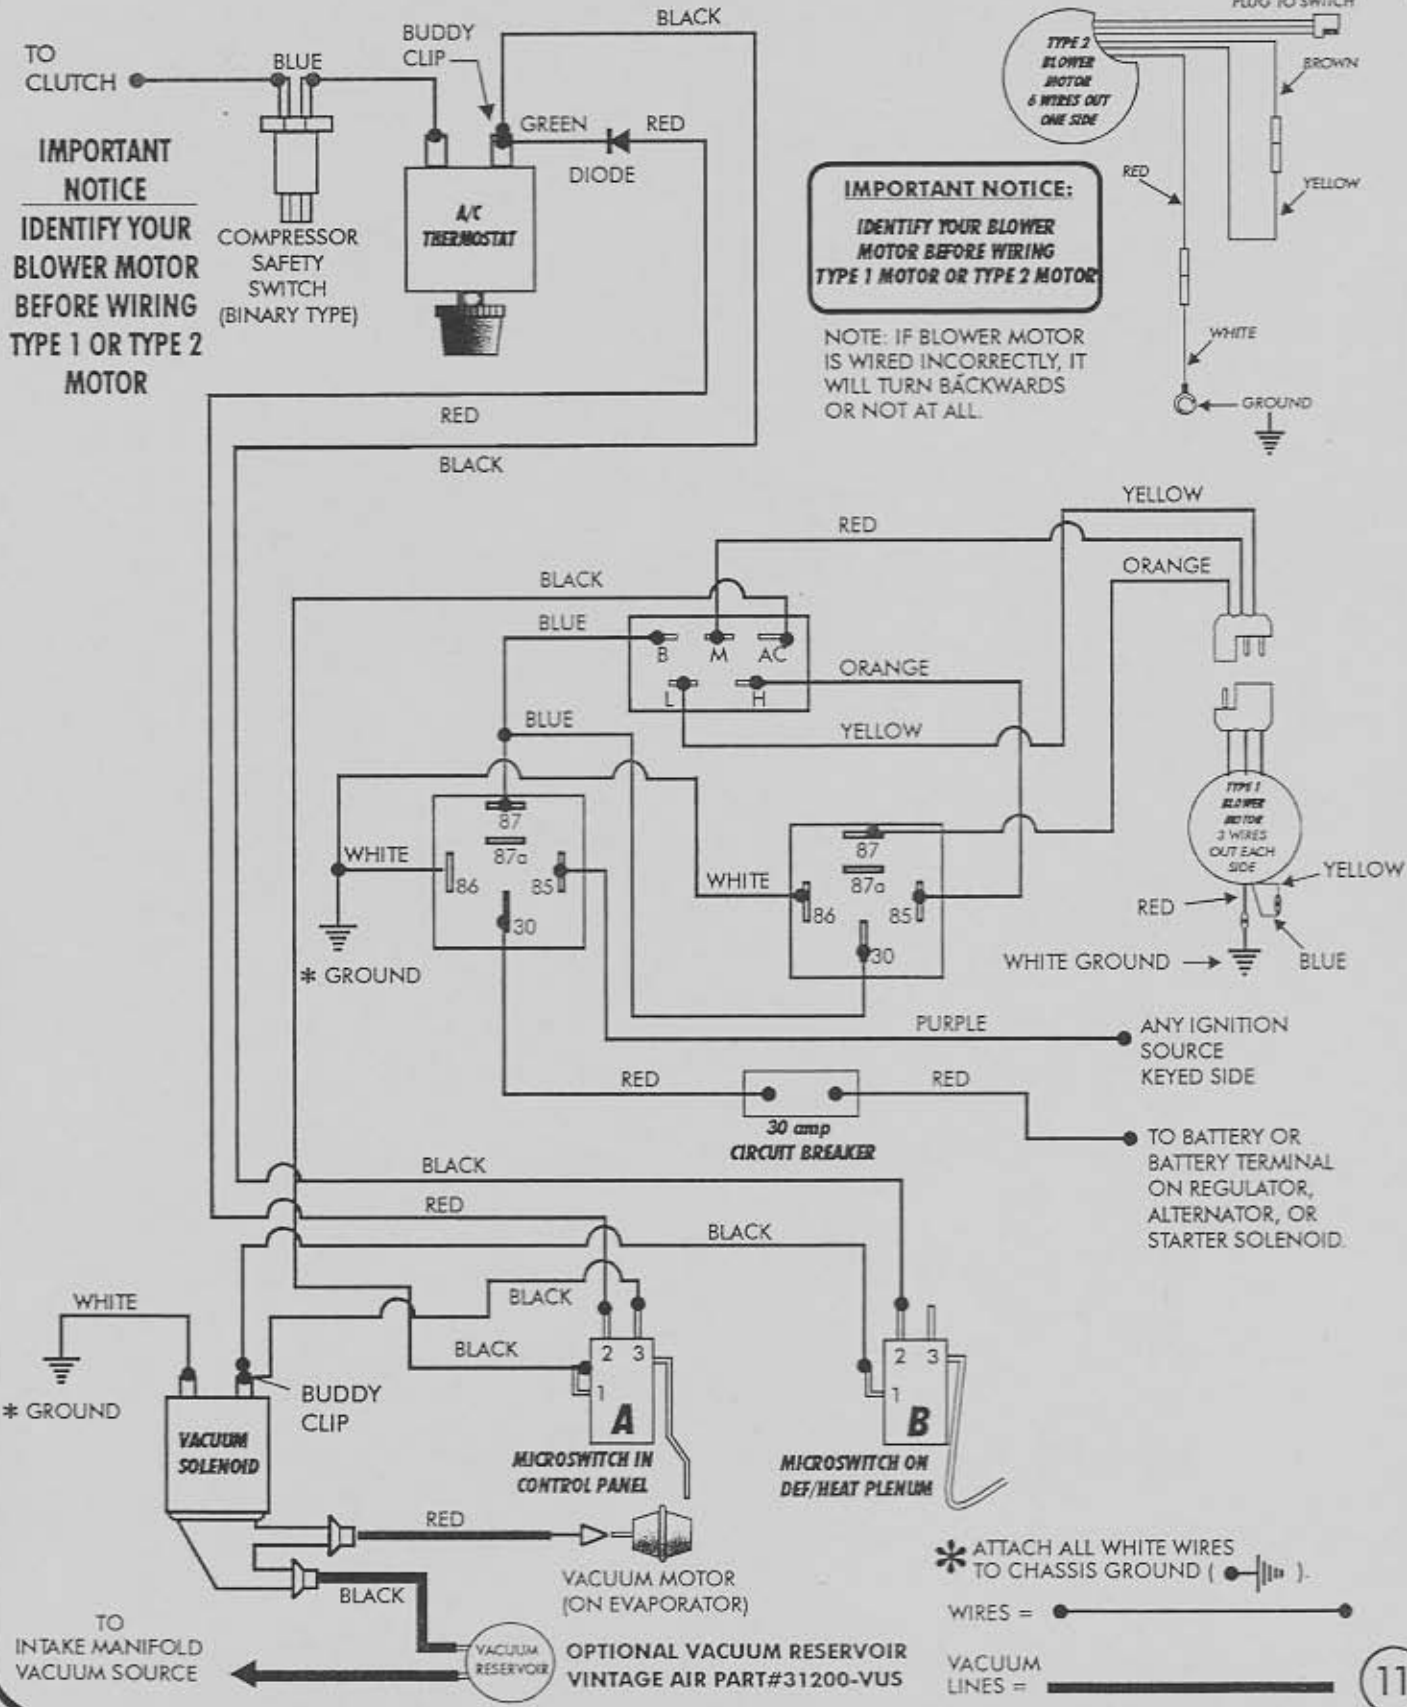 BLACK
PLUG TO SWITCH
TO
CLUTCH
BLUE
BUDDY
CLIP
TYPE 2
BLOWER
MOTOR
6 WIRES OUT
ONE SIDE
BROWN
GREEN
RED
DIODE
IMPORTANT
NOTICE
IDENTIFY YOUR
BLOWER MOTOR
BEFORE WIRING
TYPE 1 OR TYPE 2
MOTOR
COMPRESSOR
SAFETY
SWITCH
(BINARY TYPE)
A/C
THERMOSTAT
IMPORTANT NOTICE:
IDENTIFY YOUR BLOWER
MOTOR BEFORE WIRING
TYPE 1 MOTOR OR TYPE 2 MOTOR
RED
YELLOW
NOTE: IF BLOWER MOTOR
IS WIRED INCORRECTLY, IT
WILL TURN BACKWARDS
OR NOT AT ALL.
WHITE
GROUND
RED
BLACK
YELLOW
RED
ORANGE
BLACK
BLUE
B M AC
L H
ORANGE
BLUE
YELLOW
87
87a
86 85
30
WHITE
* GROUND
87
87a
86 85
30
WHITE
TYPE 1
BLOWER
MOTOR
3 WIRES
OUT EACH
SIDE
YELLOW
RED
WHITE GROUND
BLUE
PURPLE
ANY IGNITION
SOURCE
KEYED SIDE
RED
RED
30 amp
CIRCUIT BREAKER
TO BATTERY OR
BATTERY TERMINAL
ON REGULATOR,
ALTERNATOR, OR
STARTER SOLENOID.
BLACK
RED
BLACK
BLACK
WHITE
BLACK
* GROUND
BUDDY
CLIP
VACUUM
SOLENOID
2 3
1
A
MICROSWITCH IN
CONTROL PANEL
2 3
1
B
MICROSWITCH ON
DEF/HEAT PLENUM
RED
VACUUM MOTOR
(ON EVAPORATOR)
BLACK
TO
INTAKE MANIFOLD
VACUUM SOURCE
VACUUM
RESERVOIR
OPTIONAL VACUUM RESERVOIR
VINTAGE AIR PART#31200-VUS
* ATTACH ALL WHITE WIRES
TO CHASSIS GROUND ( ).
WIRES =
VACUUM
LINES =
11